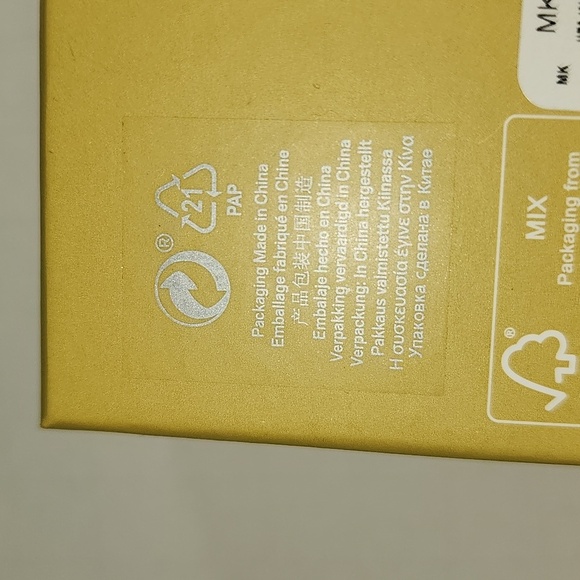 ®
21
PAP
Packaging Made in China
Emballage fabriqué en Chine
产品包装中国制造
Embalaje hecho en China
Verpakking vervaardigd in China
Verpackung: In China hergestellt
Pakkaus valmistettu Kiinassa
Η συσκευασία έγινε στην Κίνα
Упаковка сделана в Китае
MK
MK
®
MIX
Packaging from